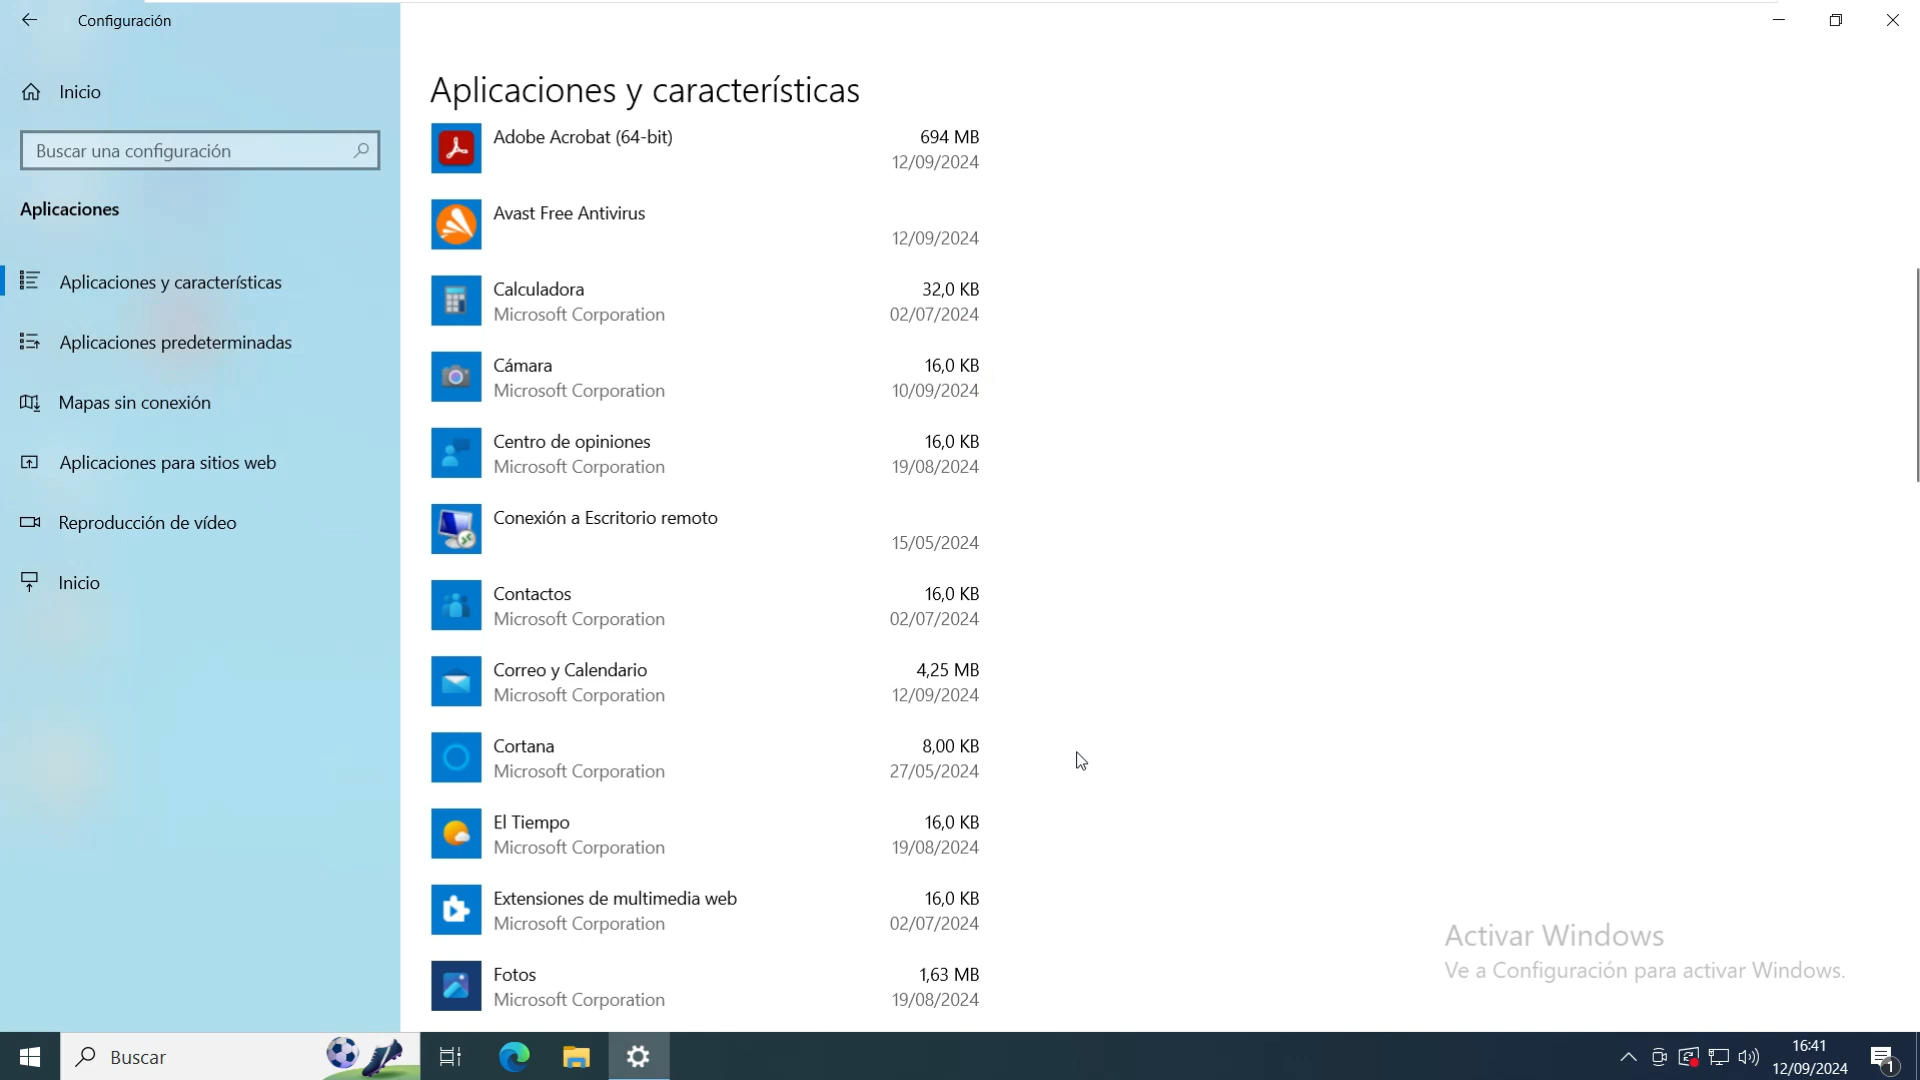 Configuración
Inicio
Buscar una configuración
Aplicaciones
Aplicaciones y características
Aplicaciones predeterminadas
Mapas sin conexión
Aplicaciones para sitios web
Reproducción de vídeo
Inicio
Aplicaciones y características
Adobe Acrobat (64-bit) 694 MB
12/09/2024
Avast Free Antivirus
12/09/2024
Calculadora 32,0 KB
Microsoft Corporation 02/07/2024
Cámara 16,0 KB
Microsoft Corporation 10/09/2024
Centro de opiniones 16,0 KB
Microsoft Corporation 19/08/2024
Conexión a Escritorio remoto
15/05/2024
Contactos 16,0 KB
Microsoft Corporation 02/07/2024
Correo y Calendario 4,25 MB
Microsoft Corporation 12/09/2024
Cortana 8,00 KB
Microsoft Corporation 27/05/2024
El Tiempo 16,0 KB
Microsoft Corporation 19/08/2024
Extensiones de multimedia web 16,0 KB
Microsoft Corporation 02/07/2024
Fotos 1,63 MB
Microsoft Corporation 19/08/2024
Activar Windows
Ve a Configuración para activar Windows.
Buscar
16:41
12/09/2024
1